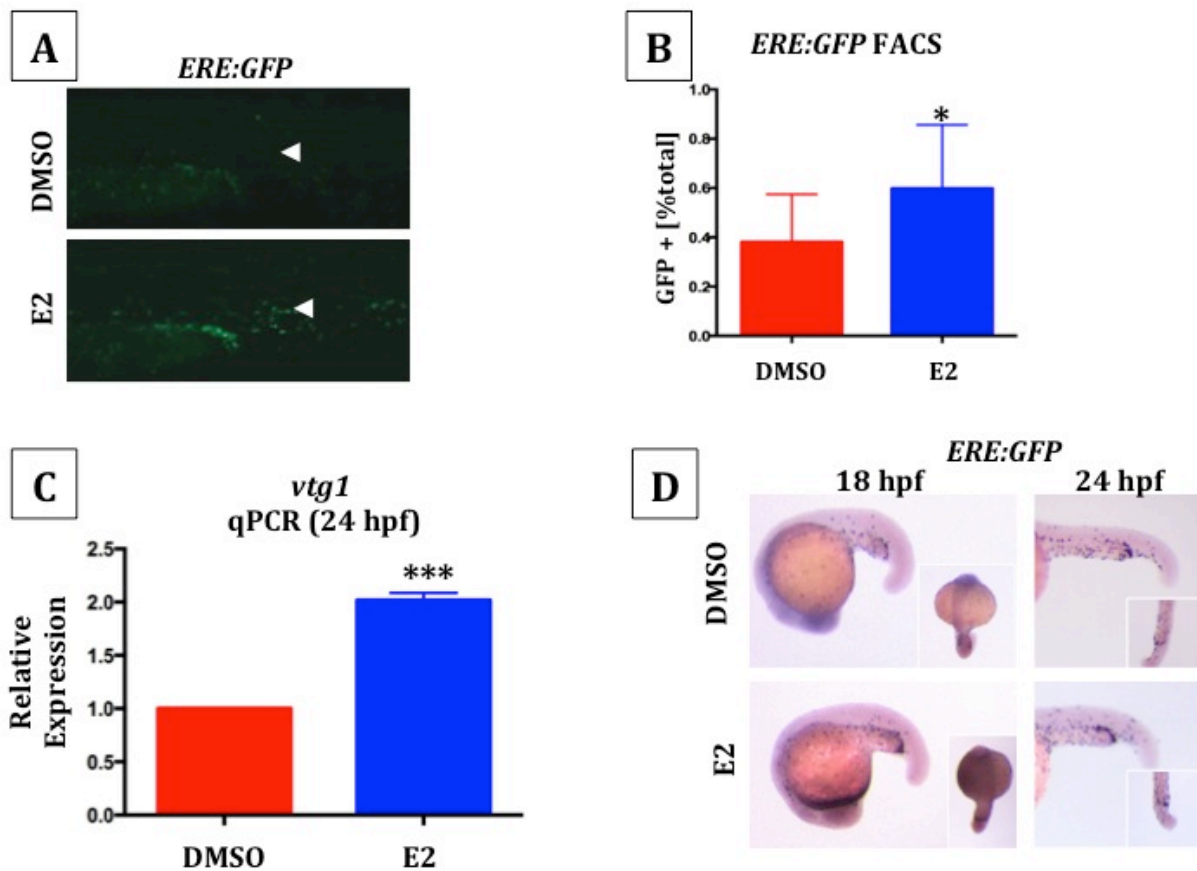 A
ERE:GFP
DMSO
E2
B
ERE:GFP FACS
GFP + [%total]
1.0
0.8
0.6
0.4
0.2
0.0
*
DMSO
E2
C
vtg1
qPCR (24 hpf)
Relative
Expression
2.5
2.0
1.5
1.0
0.5
0.0
***
DMSO
E2
D
ERE:GFP
18 hpf
24 hpf
DMSO
E2